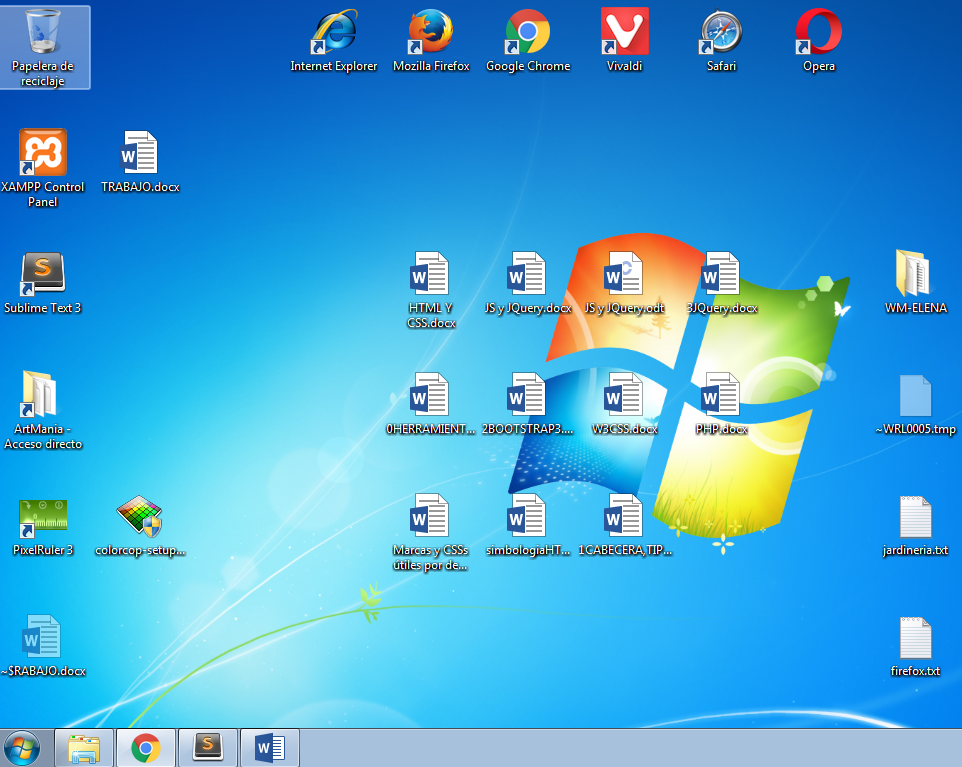 Papelera de
reciclaje
Internet Explorer
Mozilla Firefox
Google Chrome
Vivaldi
Safari
Opera
XAMPP Control
Panel
TRABAJO.docx
Sublime Text 3
HTML Y
CSS.docx
JS y JQuery.docx
JS y JQuery.odt
3JQuery.docx
WM-ELENA
ArtMania -
Acceso directo
0HERRAMIENT...
2BOOTSTRAP3....
W3CSS.docx
PHP.docx
~WRL0005.tmp
PixelRuler 3
colorcop-setup...
Marcas y CSSs
útiles por de...
simbologiaHT...
1CABECERA,TIP...
jardineria.txt
~$RABAJO.docx
firefox.txt